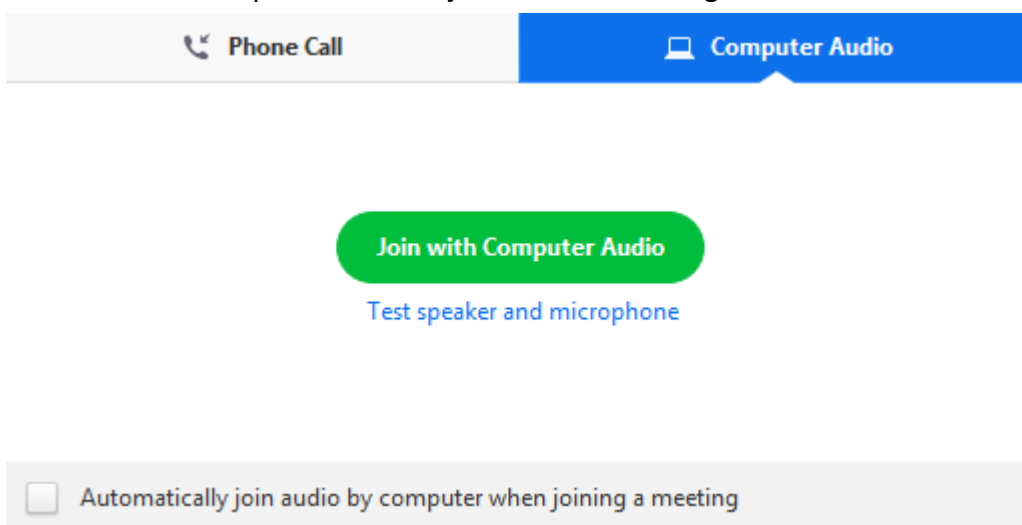 Phone Call
Computer Audio
Join with Computer Audio
Test speaker and microphone
Automatically join audio by computer when joining a meeting